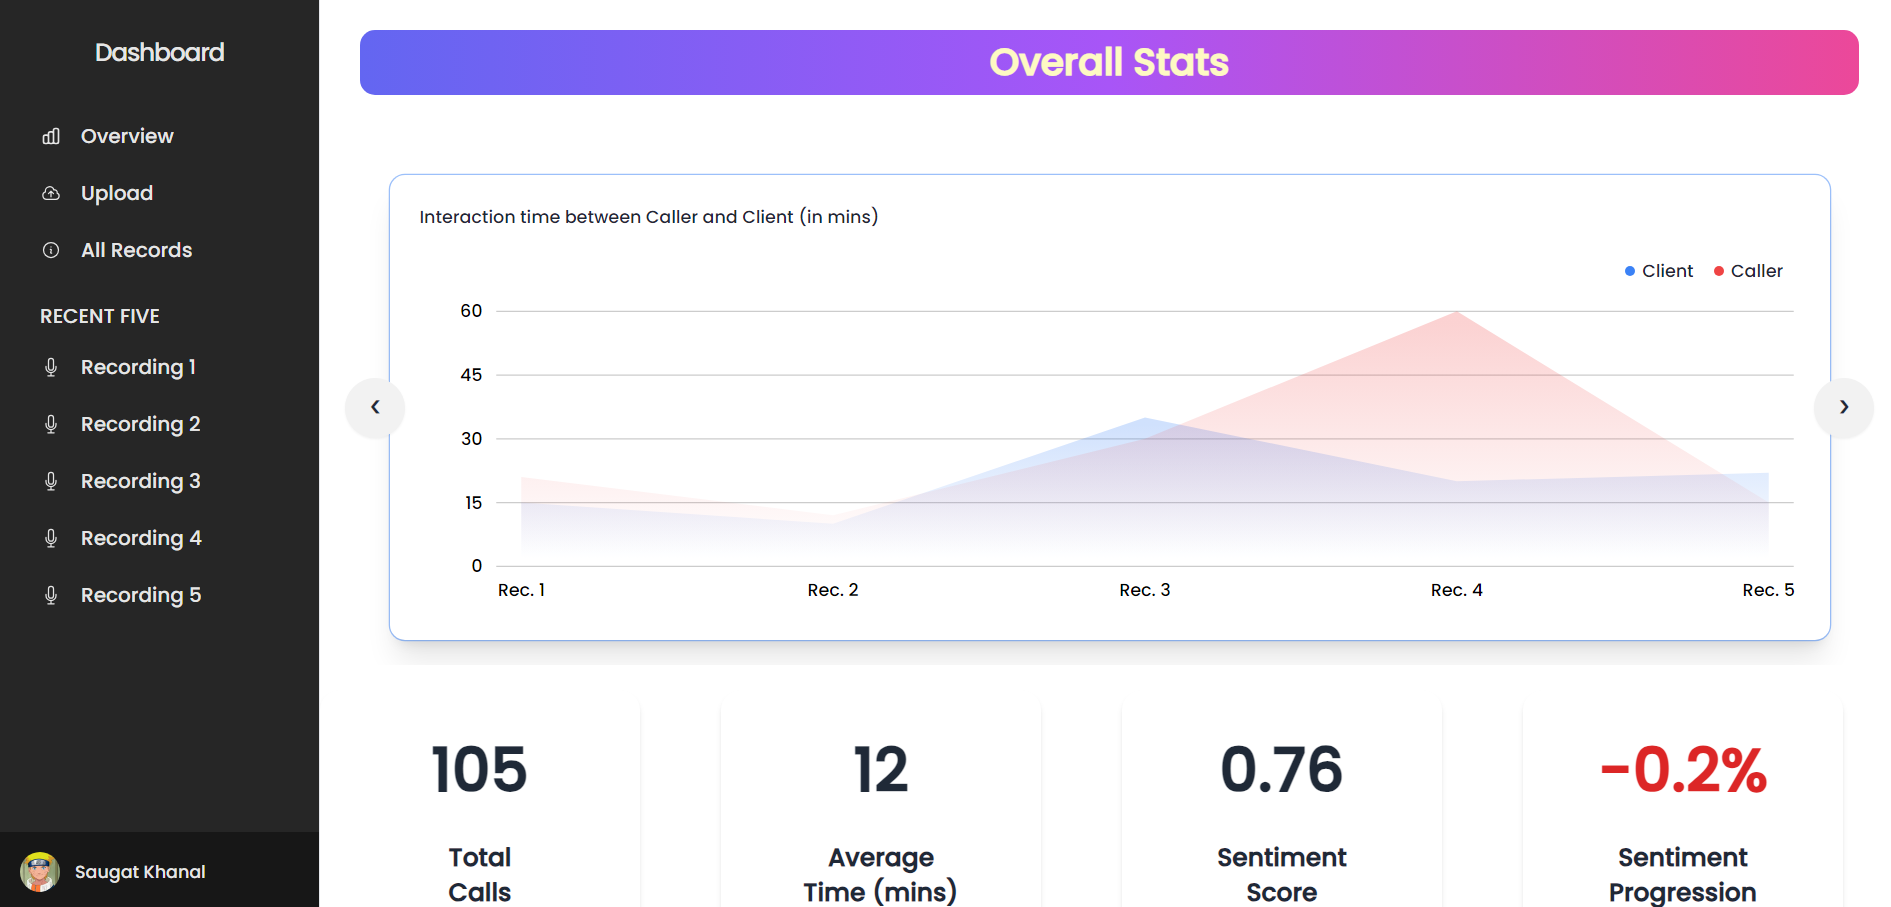 Dashboard
Overview
Upload
All Records
RECENT FIVE
Recording 1
Recording 2
Recording 3
Recording 4
Recording 5
Saugat Khanal
Overall Stats
Interaction time between Caller and Client (in mins)
Client Caller
60
45
30
15
0
Rec. 1 Rec. 2 Rec. 3 Rec. 4 Rec. 5
105
Total
Calls
12
Average
Time (mins)
0.76
Sentiment
Score
-0.2%
Sentiment
Progression